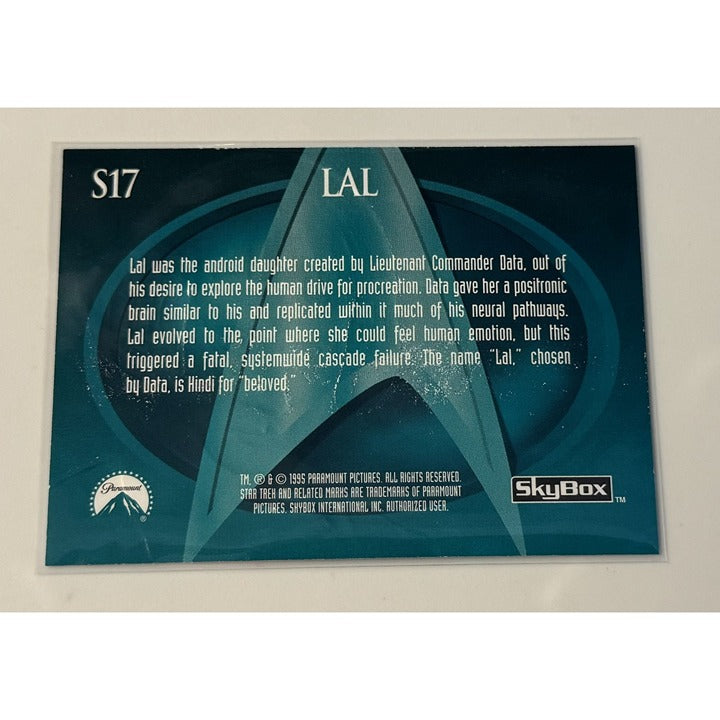 S17
LAL
Lal was the android daughter created by Lieutenant Commander Data, out of
his desire to explore the human drive for procreation. Data gave her a positronic
brain similar to his and replicated within it much of his neural pathways.
Lal evolved to the point where she could feel human emotion, but this
triggered a fatal, systemwide cascade failure. The name "Lal," chosen
by Data, is Hindi for "beloved."
Paramount
®
TM, ® & © 1995 PARAMOUNT PICTURES. ALL RIGHTS RESERVED.
STAR TREK AND RELATED MARKS ARE TRADEMARKS OF PARAMOUNT
PICTURES. SKYBOX INTERNATIONAL INC. AUTHORIZED USER.
SkyBox TM